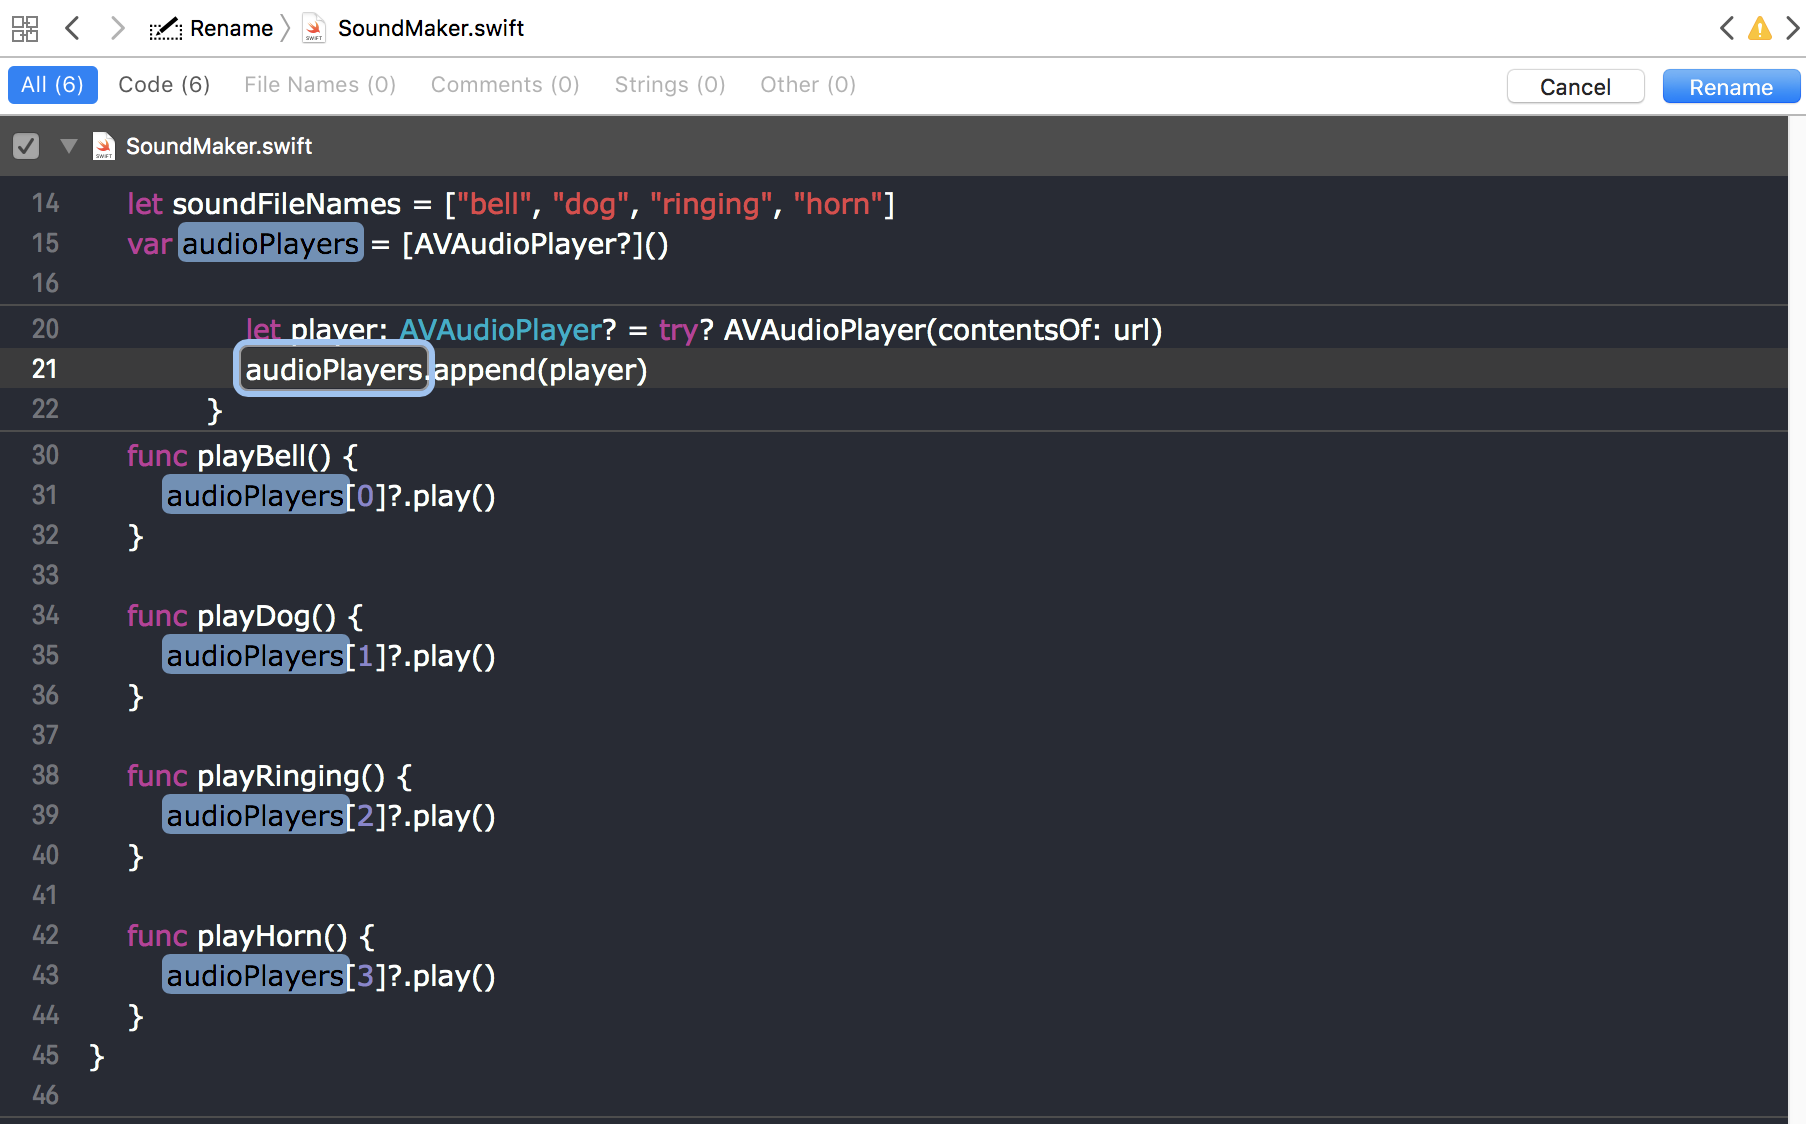 Rename SoundMaker.swift
All (6) Code (6) File Names (0) Comments (0) Strings (0) Other (0) Cancel Rename
SoundMaker.swift
14 let soundFileNames = ["bell", "dog", "ringing", "horn"]
15 var audioPlayers = [AVAudioPlayer?]()
16
20 let player: AVAudioPlayer? = try? AVAudioPlayer(contentsOf: url)
21 audioPlayers.append(player)
22 }
30 func playBell() {
31 audioPlayers[0]?.play()
32 }
33
34 func playDog() {
35 audioPlayers[1]?.play()
36 }
37
38 func playRinging() {
39 audioPlayers[2]?.play()
40 }
41
42 func playHorn() {
43 audioPlayers[3]?.play()
44 }
45 }
46